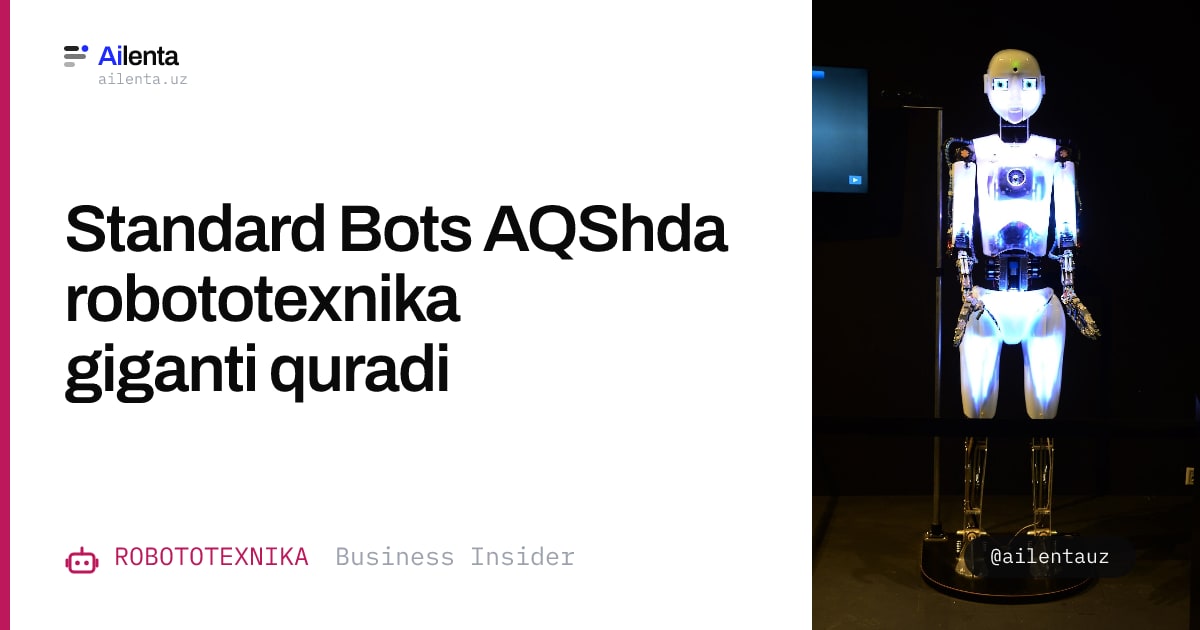 Ailenta
ailenta.uz
Standard Bots AQShda
robototexnika
giganti quradi
ROBOTOTEXNIKA Business Insider
@ailentauz